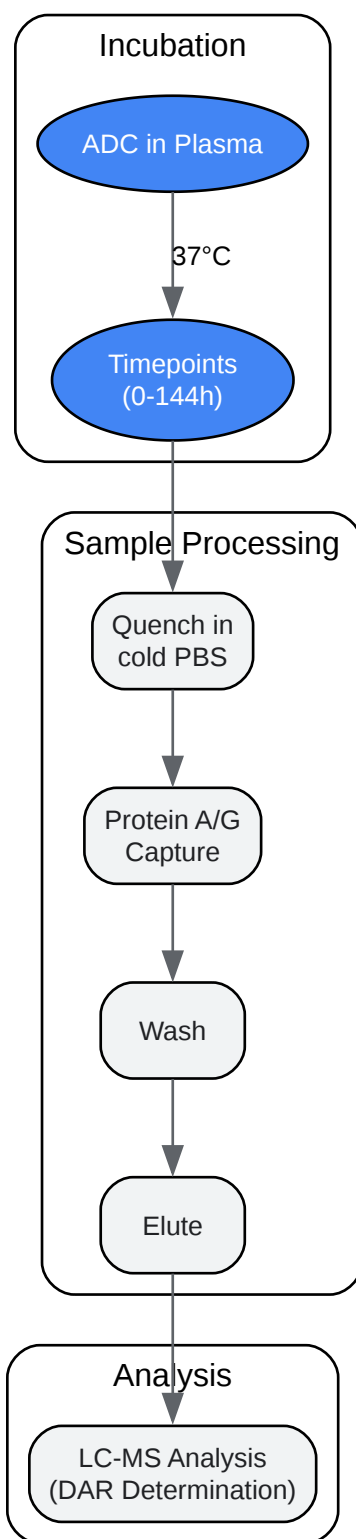 Incubation
ADC in Plasma
37°C
Timepoints
(0-144h)
Sample Processing
Quench in
cold PBS
Protein A/G
Capture
Wash
Elute
Analysis
LC-MS Analysis
(DAR Determination)